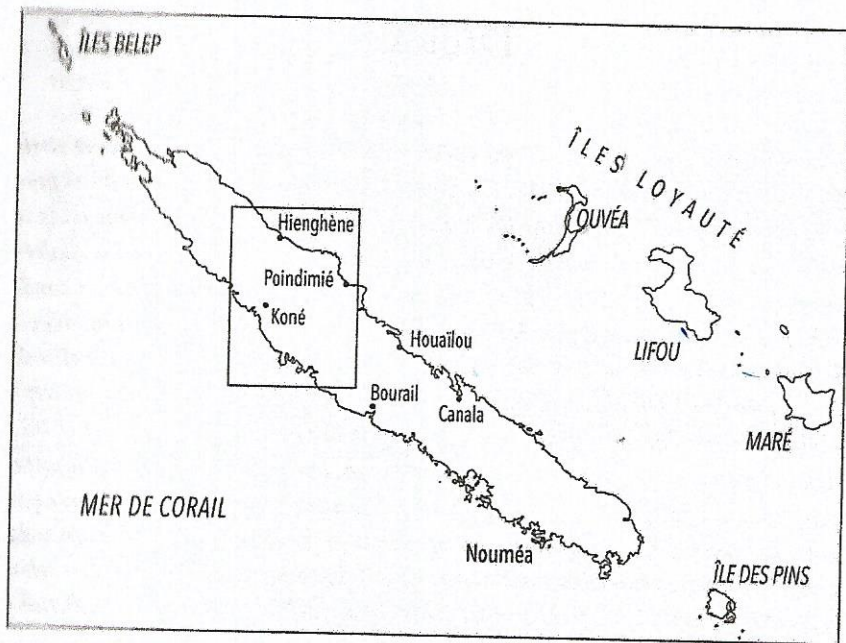 ÎLES BELEP
ÎLES LOYAUTÉ
OUVÉA
Hienghène
Poindimié
Koné
Houaïlou
LIFOU
Bourail
Canala
MARÉ
MER DE CORAIL
Nouméa
ÎLE DES PINS